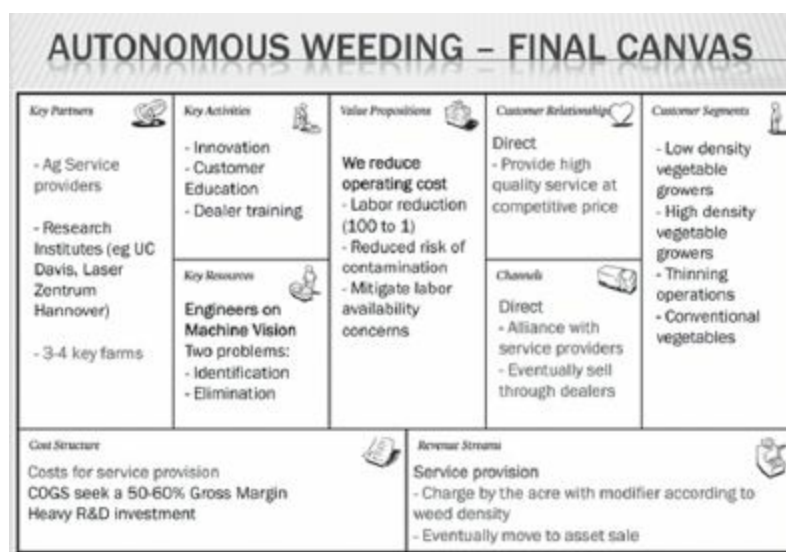 AUTONOMOUS WEEDING – FINAL CANVAS
Key Partners
- Ag Service
providers
- Research
Institutes (eg UC
Davis, Laser
Zentrum
Hannover)
- 3-4 key farms
Key Activities
- Innovation
- Customer
Education
- Dealer training
Key Resources
Engineers on
Machine Vision
Two problems:
- Identification
- Elimination
Value Propositions
We reduce
operating cost
- Labor reduction
(100 to 1)
- Reduced risk of
contamination
- Mitigate labor
availability
concerns
Customer Relationship
Direct
- Provide high
quality service at
competitive price
Channels
Direct
- Alliance with
service providers
- Eventually sell
through dealers
Customer Segments
- Low density
vegetable
growers
- High density
vegetable
growers
- Thinning
operations
- Conventional
vegetables
Cost Structure
Costs for service provision
COGS seek a 50-60% Gross Margin
Heavy R&D investment
Revenue Streams
Service provision
- Charge by the acre with modifier according to
weed density
- Eventually move to asset sale